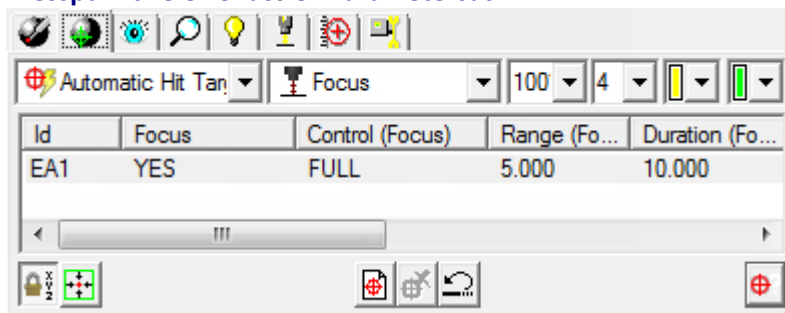 Automatic Hit Tar Focus 100 4
Id Focus Control (Focus) Range (Fo... Duration (Fo...
EA1 YES FULL 5.000 10.000